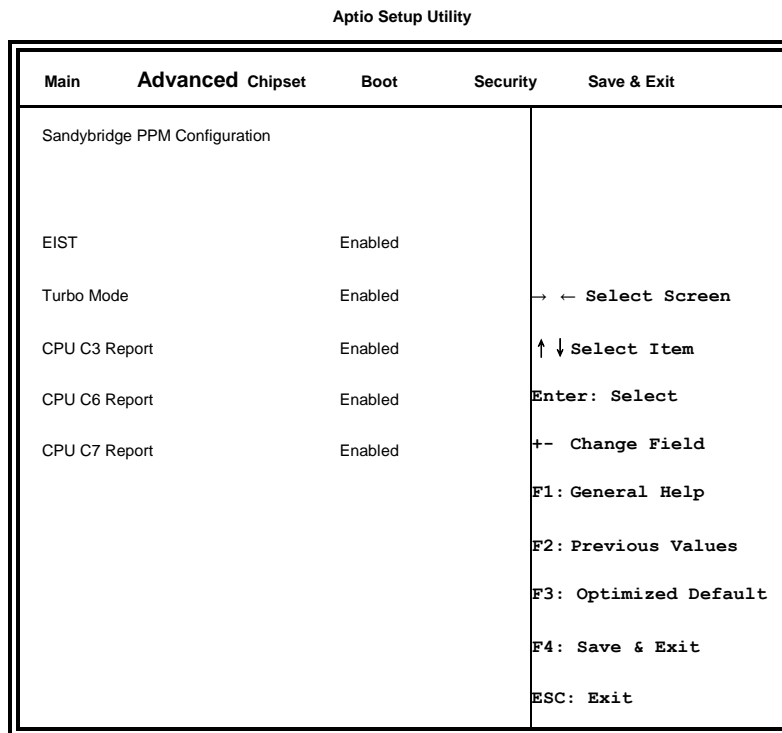 Aptio Setup Utility
Main Advanced Chipset Boot Security Save & Exit
Sandybridge PPM Configuration
EIST Enabled
Turbo Mode Enabled
CPU C3 Report Enabled
CPU C6 Report Enabled
CPU C7 Report Enabled
→ ← Select Screen
↑↓ Select Item
Enter: Select
+- Change Field
F1: General Help
F2: Previous Values
F3: Optimized Default
F4: Save & Exit
ESC: Exit